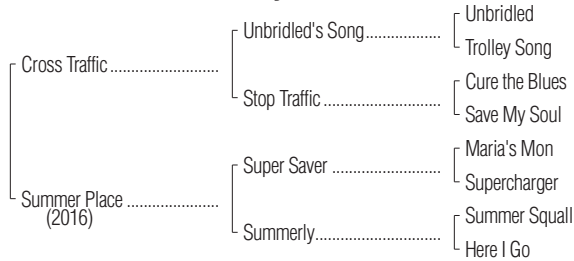 Unbridled
Unbridled's Song
Trolley Song
Cross Traffic
Cure the Blues
Stop Traffic
Save My Soul
Maria's Mon
Super Saver
Supercharger
Summer Place
(2016)
Summer Squall
Summerly
Here I Go